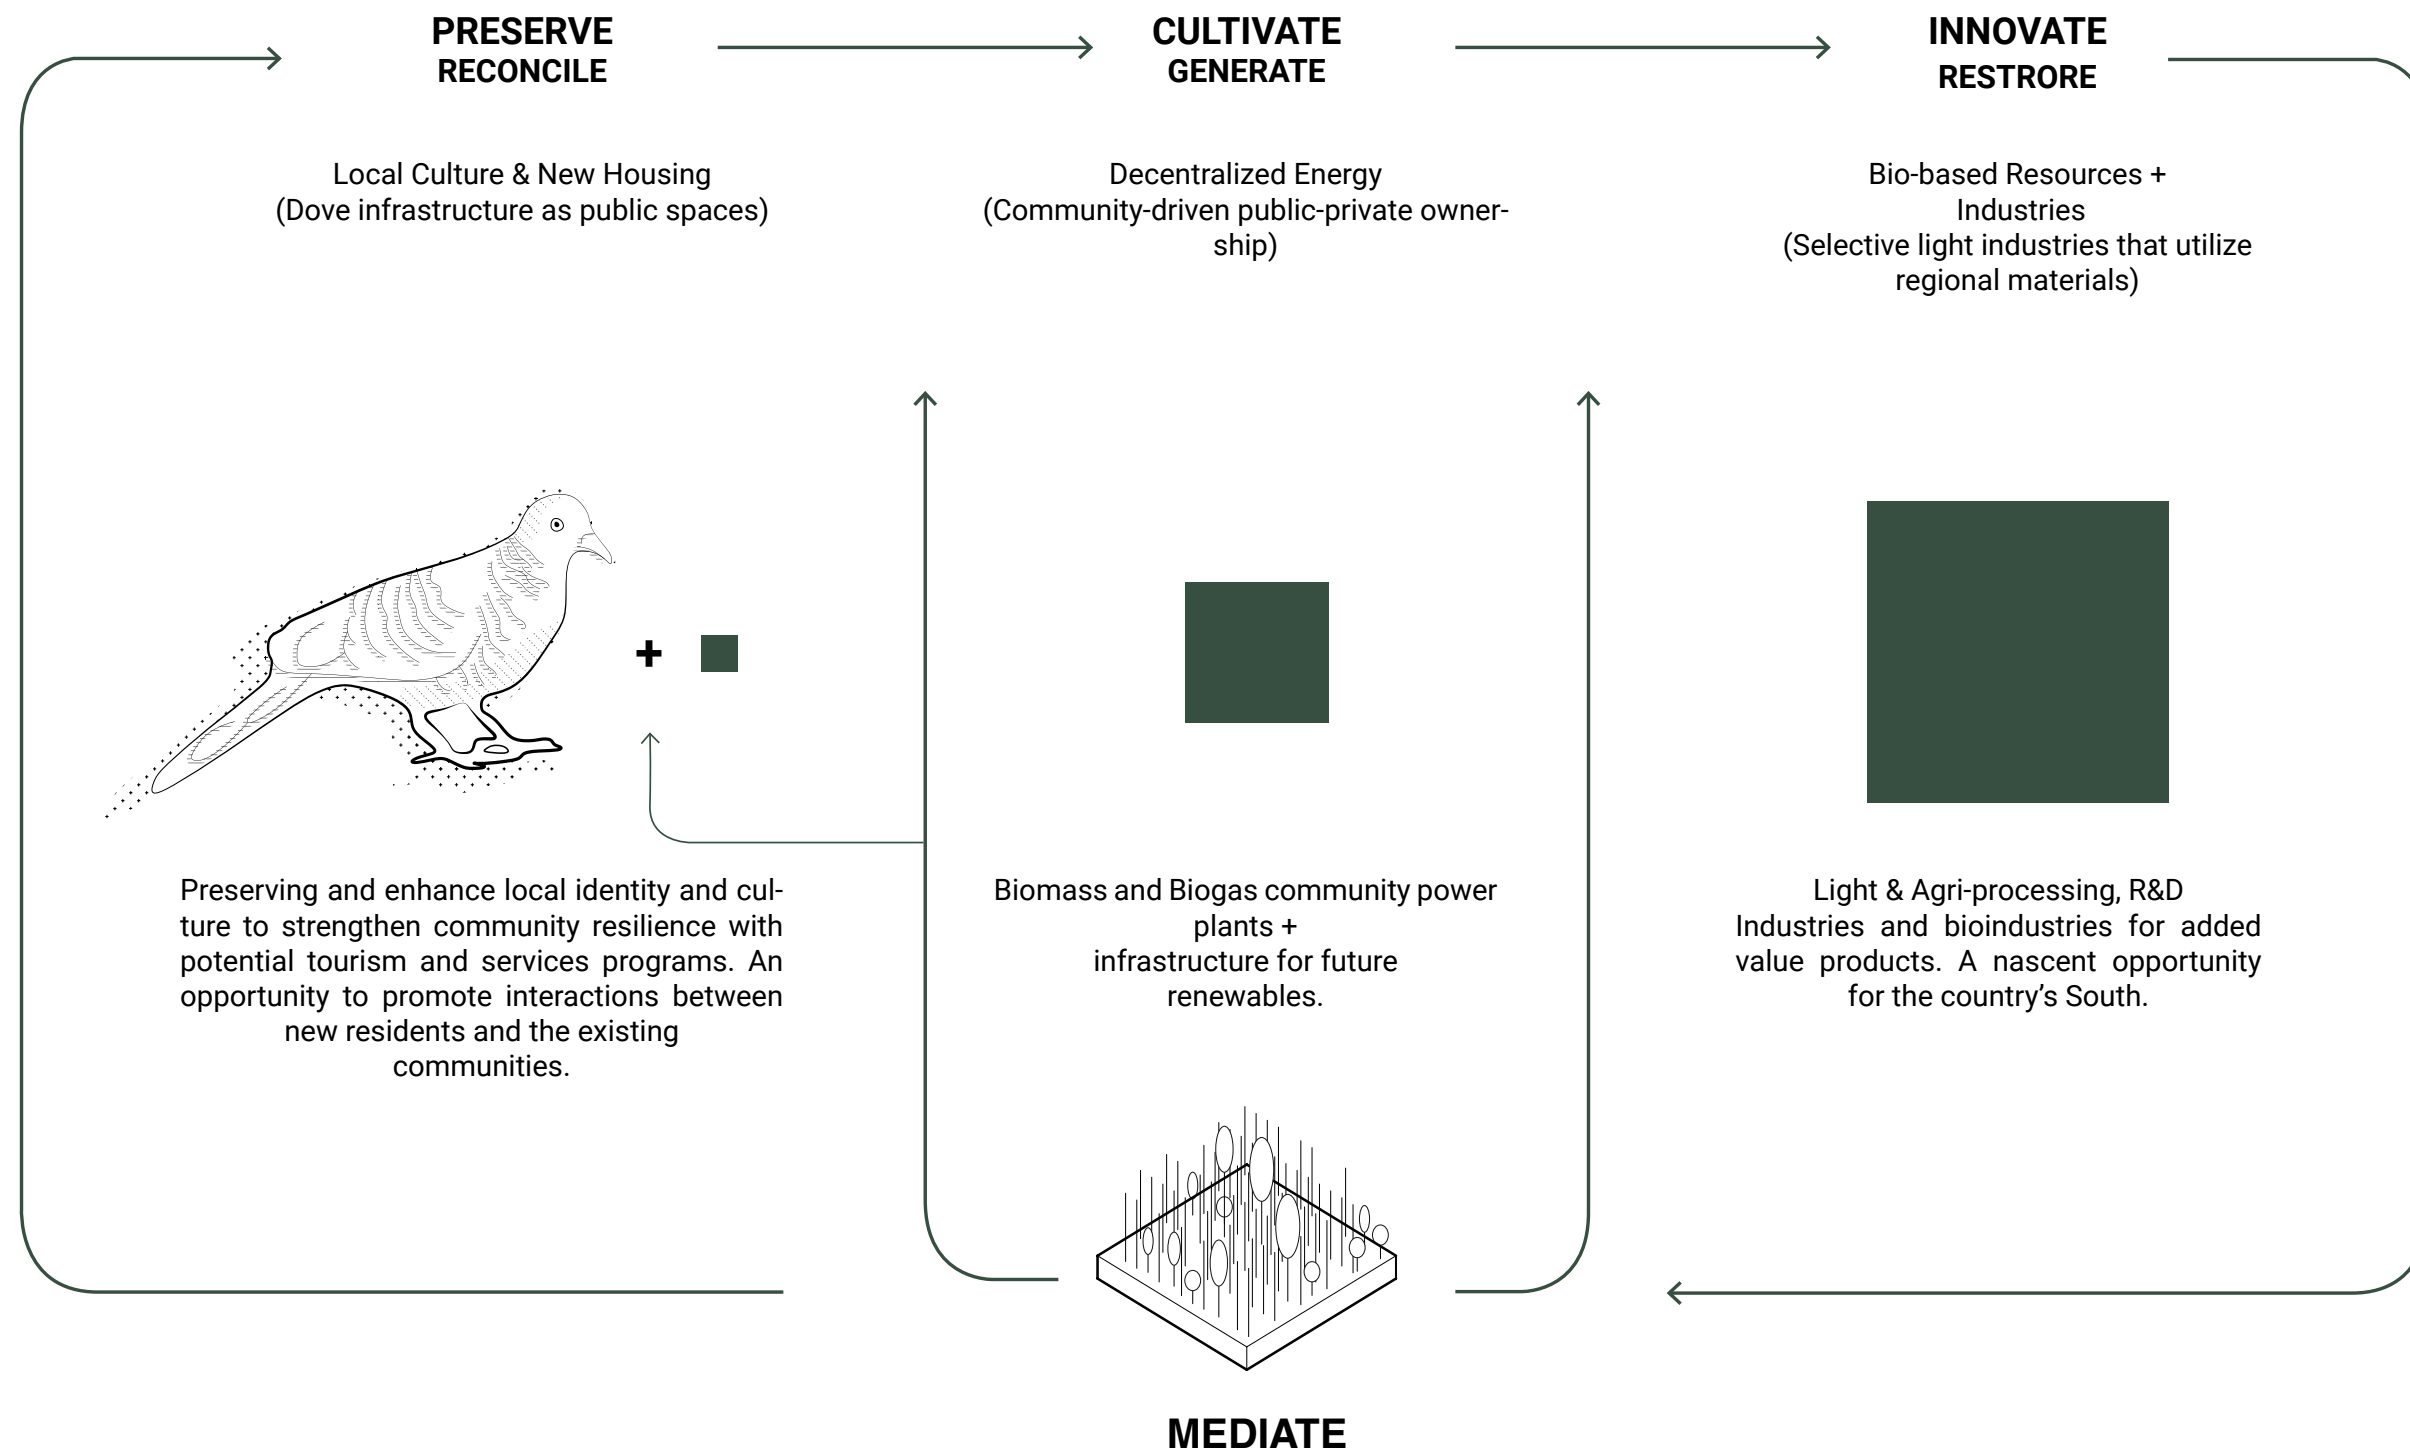 PRESERVE
RECONCILE
Local Culture & New Housing
(Dove infrastructure as public spaces)
Preserving and enhance local identity and cul-
ture to strengthen community resilience with
potential tourism and services programs. An
opportunity to promote interactions between
new residents and the existing
communities.
CULTIVATE
GENERATE
Decentralized Energy
(Community-driven public-private owner-
ship)
Biomass and Biogas community power
plants +
infrastructure for future
renewables.
INNOVATE
RESTRORE
Bio-based Resources +
Industries
(Selective light industries that utilize
regional materials)
Light & Agri-processing, R&D
Industries and bioindustries for added
value products. A nascent opportunity
for the country’s South.
+
MEDIATE